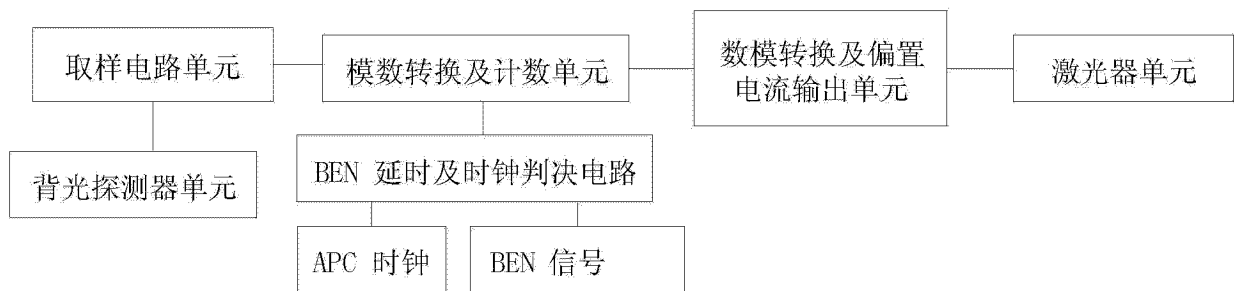 取样电路单元
模数转换及计数单元
数模转换及偏置
电流输出单元
激光器单元
背光探测器单元
BEN 延时及时钟判决电路
APC 时钟
BEN 信号